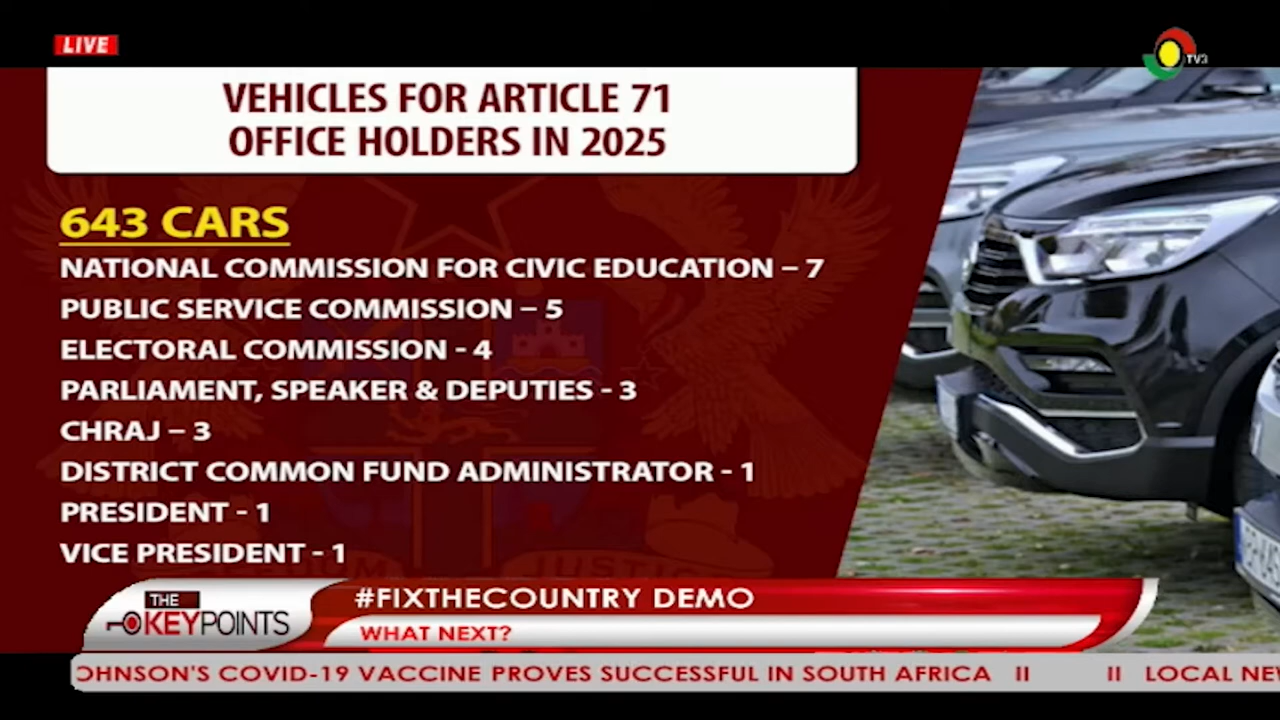 LIVE
TV3
VEHICLES FOR ARTICLE 71
OFFICE HOLDERS IN 2025
643 CARS
NATIONAL COMMISSION FOR CIVIC EDUCATION – 7
PUBLIC SERVICE COMMISSION – 5
ELECTORAL COMMISSION - 4
PARLIAMENT, SPEAKER & DEPUTIES - 3
CHRAJ – 3
DISTRICT COMMON FUND ADMINISTRATOR - 1
PRESIDENT - 1
VICE PRESIDENT - 1
THE
KEYPOINTS
#FIXTHECOUNTRY DEMO
WHAT NEXT?
OHNSON'S COVID-19 VACCINE PROVES SUCCESSFUL IN SOUTH AFRICA II II LOCAL NE